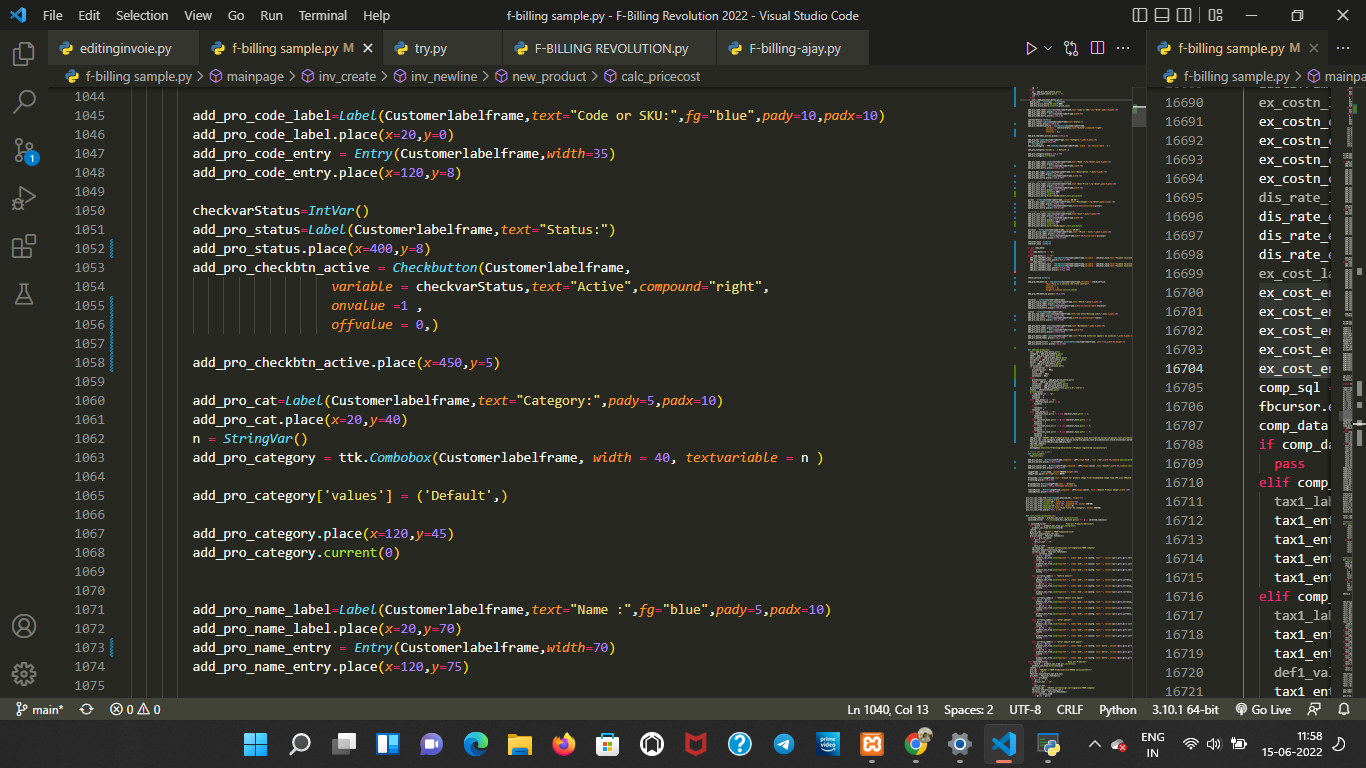 File Edit Selection View Go Run Terminal Help f-billing sample.py - F-Billing Revolution 2022 - Visual Studio Code
editinginvoie.py f-billing sample.py M try.py F-BILLING REVOLUTION.py F-billing-ajay.py f-billing sample.py M
f-billing sample.py > mainpage > inv_create > inv_newline > new_product > calc_pricecost f-billing sample.py > mainpa
1044
1045 add_pro_code_label=Label(Customerlabelframe,text="Code or SKU:",fg="blue",pady=10,padx=10)
1046 add_pro_code_label.place(x=20,y=0)
1047 add_pro_code_entry = Entry(Customerlabelframe,width=35)
1048 add_pro_code_entry.place(x=120,y=8)
1049
1050 checkvarStatus=IntVar()
1051 add_pro_status=Label(Customerlabelframe,text="Status:")
1052 add_pro_status.place(x=400,y=8)
1053 add_pro_checkbtn_active = Checkbutton(Customerlabelframe,
1054 variable = checkvarStatus,text="Active",compound="right",
1055 onvalue =1 ,
1056 offvalue = 0,)
1057
1058 add_pro_checkbtn_active.place(x=450,y=5)
1059
1060 add_pro_cat=Label(Customerlabelframe,text="Category:",pady=5,padx=10)
1061 add_pro_cat.place(x=20,y=40)
1062 n = StringVar()
1063 add_pro_category = ttk.Combobox(Customerlabelframe, width = 40, textvariable = n )
1064
1065 add_pro_category['values'] = ('Default',)
1066
1067 add_pro_category.place(x=120,y=45)
1068 add_pro_category.current(0)
1069
1070
1071 add_pro_name_label=Label(Customerlabelframe,text="Name :",fg="blue",pady=5,padx=10)
1072 add_pro_name_label.place(x=20,y=70)
1073 add_pro_name_entry = Entry(Customerlabelframe,width=70)
1074 add_pro_name_entry.place(x=120,y=75)
1075
16690 ex_costn_
16691 ex_costn_c
16692 ex_costn_c
16693 ex_costn_c
16694 ex_costn_c
16695 dis_rate_
16696 dis_rate_e
16697 dis_rate_e
16698 dis_rate_e
16699 ex_cost_la
16700 ex_cost_en
16701 ex_cost_en
16702 ex_cost_en
16703 ex_cost_en
16704 ex_cost_en
16705 comp_sql
16706 fbcursor.e
16707 comp_data
16708 if comp_da
16709 pass
16710 elif comp_
16711 tax1_lab
16712 tax1_ent
16713 tax1_ent
16714 tax1_ent
16715 tax1_ent
16716 elif comp_
16717 tax1_lab
16718 tax1_ent
16719 tax1_ent
16720 def1_va
16721 tax1_ent
1
main* 0 0 Ln 1040, Col 13 Spaces: 2 UTF-8 CRLF Python 3.10.1 64-bit Go Live
prime video
ENG
IN
11:58
15-06-2022